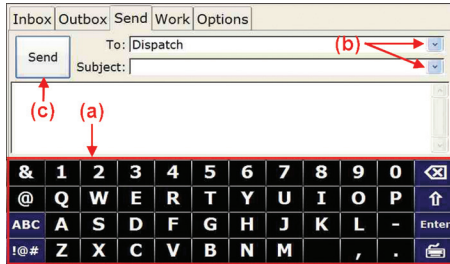 Inbox Outbox Send Work Options
Send To: Dispatch (b)
Subject:
(c) (a)
& 1 2 3 4 5 6 7 8 9 0
@ Q W E R T Y U I O P
ABC A S D F G H J K L - Enter
!@# Z X C V B N M , .